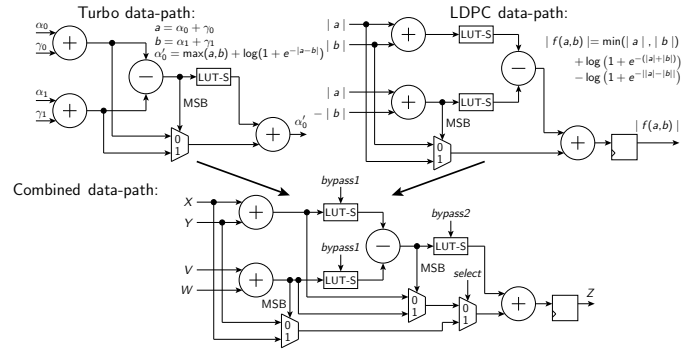 Turbo data-path:
α0
γ0
a = α0 + γ0
b = α1 + γ1
α0′ = max(a,b) + log(1 + e^−|a−b|)
+
−
LUT-S
α1
γ1
+
MSB
0
1
+
α0′
LDPC data-path:
| a |
| b |
+
LUT-S
| f(a,b) |= min(| a | , | b |)
+ log (1 + e^−(|a|+|b|))
− log (1 + e^−||a|−|b||)
−
| a |
− | b |
+
LUT-S
MSB
0
1
+
| f(a,b) |
Combined data-path:
X
Y
+
bypass1
LUT-S
−
bypass2
LUT-S
V
W
+
bypass1
LUT-S
MSB
MSB
select
0
1
0
1
0
1
+
Z